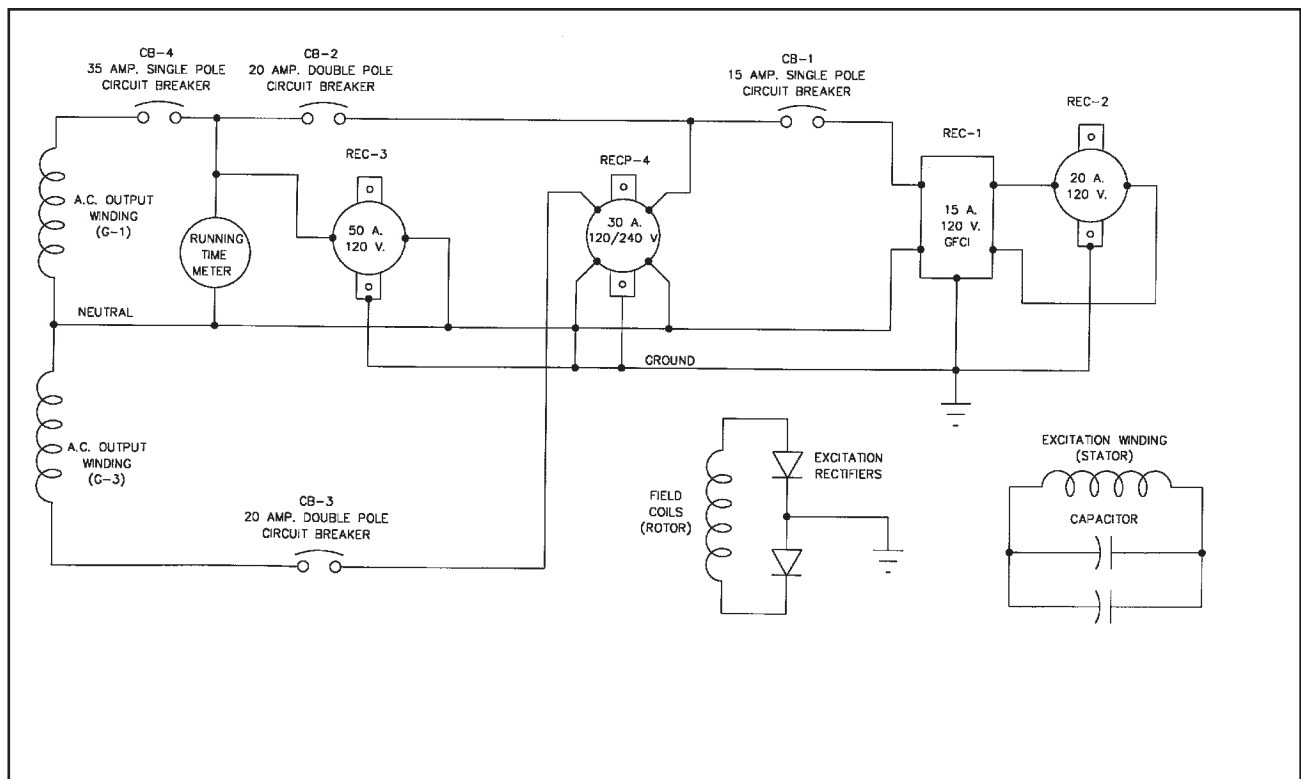 CB-4
35 AMP. SINGLE POLE
CIRCUIT BREAKER
CB-2
20 AMP. DOUBLE POLE
CIRCUIT BREAKER
CB-1
15 AMP. SINGLE POLE
CIRCUIT BREAKER
REC-2
REC-1
REC-3
RECP-4
20 A.
120 V.
A.C. OUTPUT
WINDING
(G-1)
RUNNING
TIME
METER
50 A.
120 V.
30 A.
120/240 V
15 A.
120 V.
GFCI
NEUTRAL
GROUND
A.C. OUTPUT
WINDING
(G-3)
CB-3
20 AMP. DOUBLE POLE
CIRCUIT BREAKER
FIELD
COILS
(ROTOR)
EXCITATION
RECTIFIERS
EXCITATION WINDING
(STATOR)
CAPACITOR